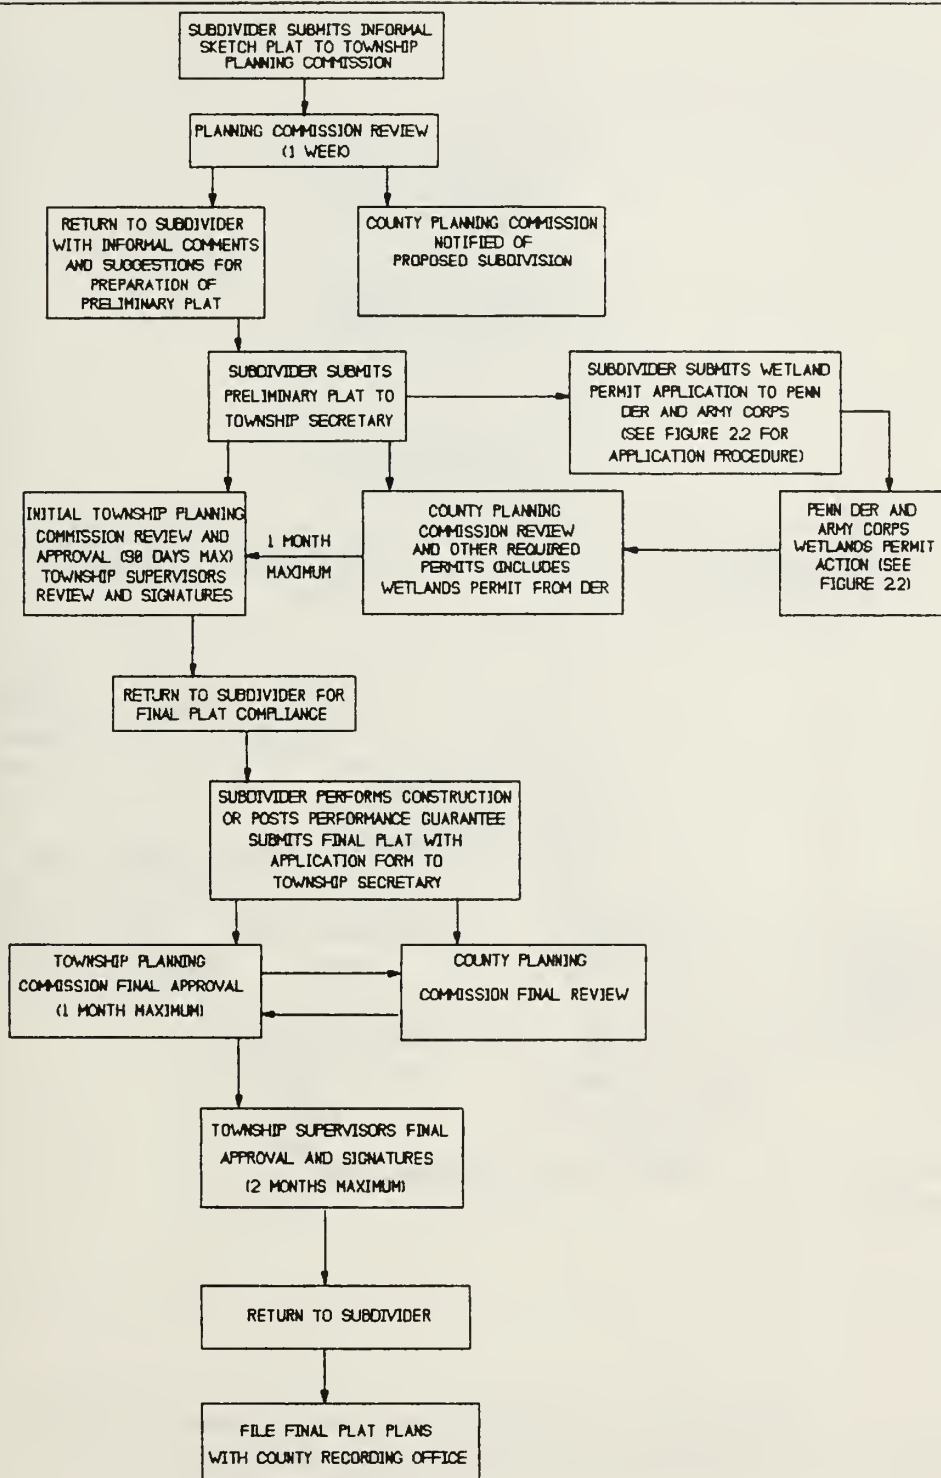 SUBDIVIDER SUBMITS INFORMAL
SKETCH PLAT TO TOWNSHIP
PLANNING COMMISSION
PLANNING COMMISSION REVIEW
(1 WEEK)
RETURN TO SUBDIVIDER
WITH INFORMAL COMMENTS
AND SUGGESTIONS FOR
PREPARATION OF
PRELIMINARY PLAT
COUNTY PLANNING COMMISSION
NOTIFIED OF
PROPOSED SUBDIVISION
SUBDIVIDER SUBMITS
PRELIMINARY PLAT TO
TOWNSHIP SECRETARY
SUBDIVIDER SUBMITS WETLAND
PERMIT APPLICATION TO PENN
DER AND ARMY CORPS
(SEE FIGURE 2.2 FOR
APPLICATION PROCEDURE)
INITIAL TOWNSHIP PLANNING
COMMISSION REVIEW AND
APPROVAL (90 DAYS MAX)
TOWNSHIP SUPERVISORS
REVIEW AND SIGNATURES
1 MONTH
MAXIMUM
COUNTY PLANNING
COMMISSION REVIEW
AND OTHER REQUIRED
PERMITS (INCLUDES
WETLANDS PERMIT FROM DER
PENN DER AND
ARMY CORPS
WETLANDS PERMIT
ACTION (SEE
FIGURE 2.2)
RETURN TO SUBDIVIDER FOR
FINAL PLAT COMPLIANCE
SUBDIVIDER PERFORMS CONSTRUCTION
OR POSTS PERFORMANCE GUARANTEE
SUBMITS FINAL PLAT WITH
APPLICATION FORM TO
TOWNSHIP SECRETARY
TOWNSHIP PLANNING
COMMISSION FINAL APPROVAL
(1 MONTH MAXIMUM)
COUNTY PLANNING
COMMISSION FINAL REVIEW
TOWNSHIP SUPERVISORS FINAL
APPROVAL AND SIGNATURES
(2 MONTHS MAXIMUM)
RETURN TO SUBDIVIDER
FILE FINAL PLAT PLANS
WITH COUNTY RECORDING OFFICE